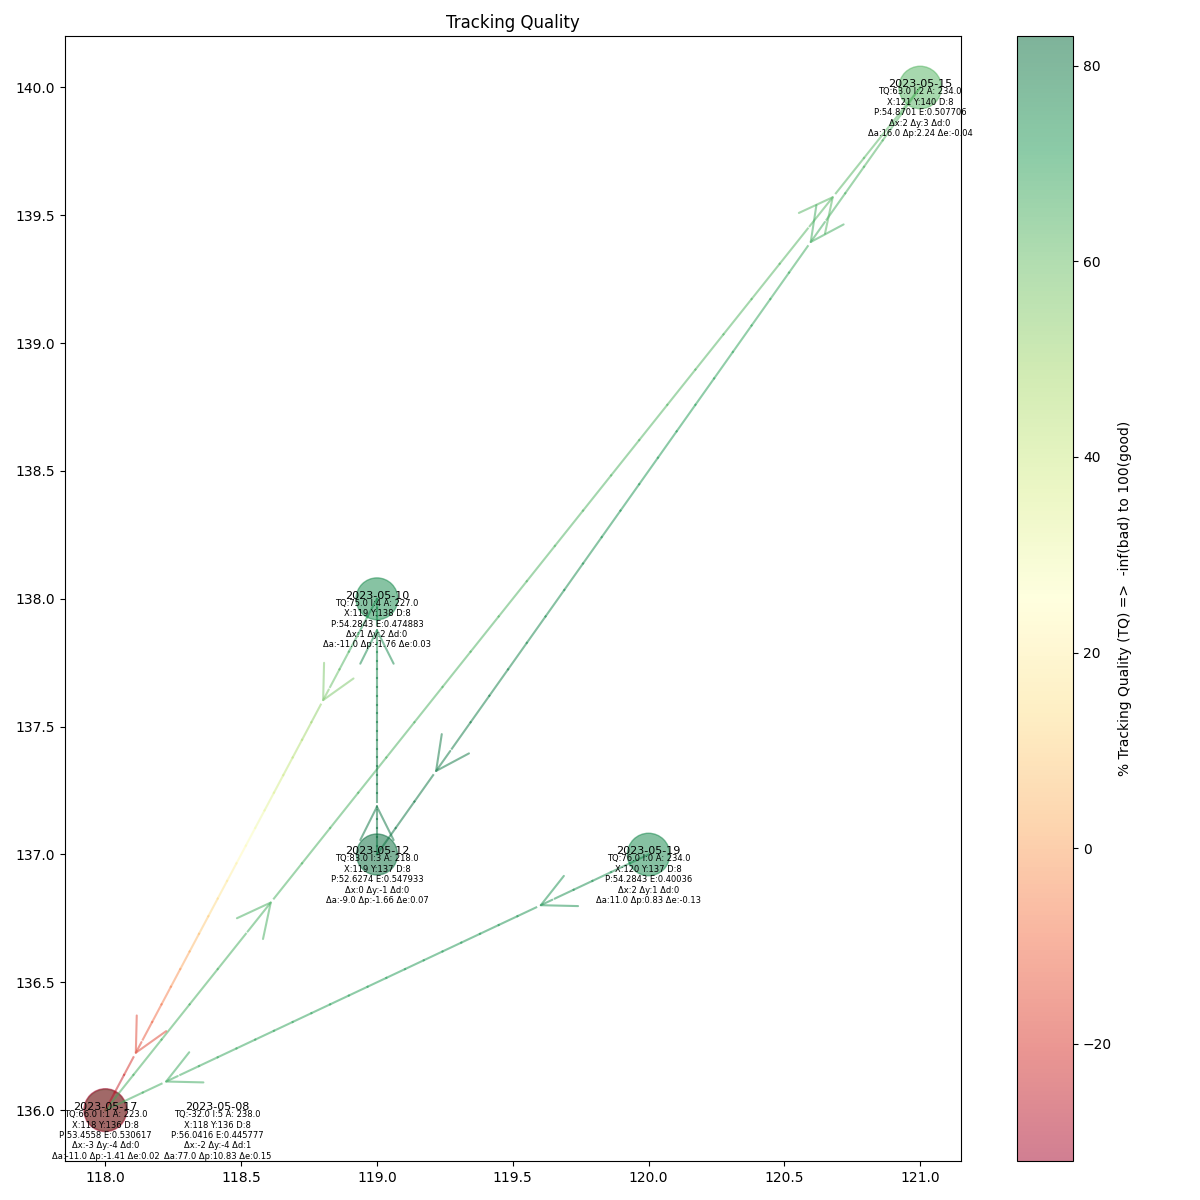 Tracking Quality
140.0
139.5
139.0
138.5
138.0
137.5
137.0
136.5
136.0
118.0
118.5
119.0
119.5
120.0
120.5
121.0
2023-05-15
TQ:63.0 I:2 A: 234.0
X:121 Y:140 D:8
P:54.8701 E:0.507706
Δx:2 Δy:3 Δd:0
Δa:16.0 Δp:2.24 Δe:-0.04
2023-05-10
TQ:75.0 I:4 A: 227.0
X:119 Y:138 D:8
P:54.2843 E:0.474883
Δx:1 Δy:2 Δd:0
Δa:-11.0 Δp:-1.76 Δe:0.03
2023-05-12
TQ:83.0 I:3 A: 218.0
X:119 Y:137 D:8
P:52.6274 E:0.547933
Δx:0 Δy:-1 Δd:0
Δa:-9.0 Δp:-1.66 Δe:0.07
2023-05-19
TQ:76.0 I:0 A: 234.0
X:120 Y:137 D:8
P:54.2843 E:0.40036
Δx:2 Δy:1 Δd:0
Δa:11.0 Δp:0.83 Δe:-0.13
2023-05-17
TQ:66.0 I:1 A: 223.0
X:118 Y:136 D:8
P:53.4558 E:0.530617
Δx:-3 Δy:-4 Δd:0
Δa:-11.0 Δp:-1.41 Δe:0.02
2023-05-08
TQ:-32.0 I:5 A: 238.0
X:118 Y:136 D:8
P:56.0416 E:0.445777
Δx:-2 Δy:-4 Δd:1
Δa:77.0 Δp:10.83 Δe:0.15
80
60
40
20
0
−20
% Tracking Quality (TQ) =>  -inf(bad) to 100(good)